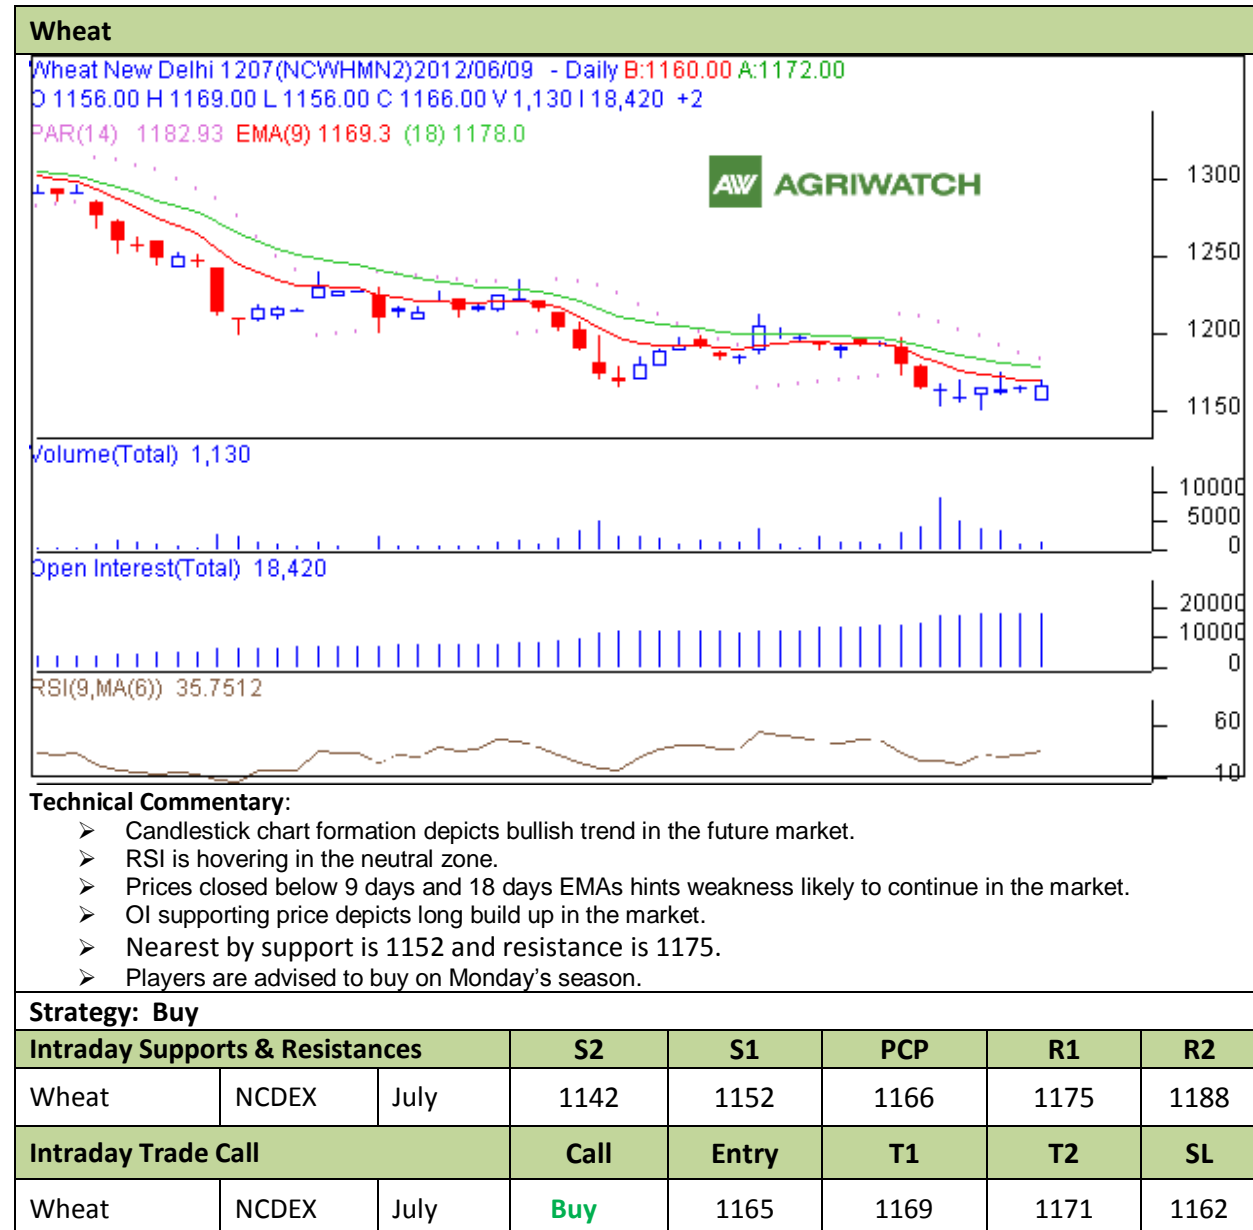 Wheat
Wheat New Delhi 1207(NCWHMN2)2012/06/09 - Daily B:1160.00 A:1172.00
O 1156.00 H 1169.00 L 1156.00 C 1166.00 V 1,130 I 18,420 +2
PAR(14) 1182.93 EMA(9) 1169.3 (18) 1178.0
AW AGRIWATCH
1300
1250
1200
1150
Volume(Total) 1,130
10000
5000
0
Open Interest(Total) 18,420
20000
10000
0
RSI(9,MA(6)) 35.7512
60
10
Technical Commentary:
➢ Candlestick chart formation depicts bullish trend in the future market.
➢ RSI is hovering in the neutral zone.
➢ Prices closed below 9 days and 18 days EMAs hints weakness likely to continue in the market.
➢ OI supporting price depicts long build up in the market.
➢ Nearest by support is 1152 and resistance is 1175.
➢ Players are advised to buy on Monday's season.
Strategy: Buy
Intraday Supports & Resistances S2 S1 PCP R1 R2
Wheat NCDEX July 1142 1152 1166 1175 1188
Intraday Trade Call Call Entry T1 T2 SL
Wheat NCDEX July Buy 1165 1169 1171 1162